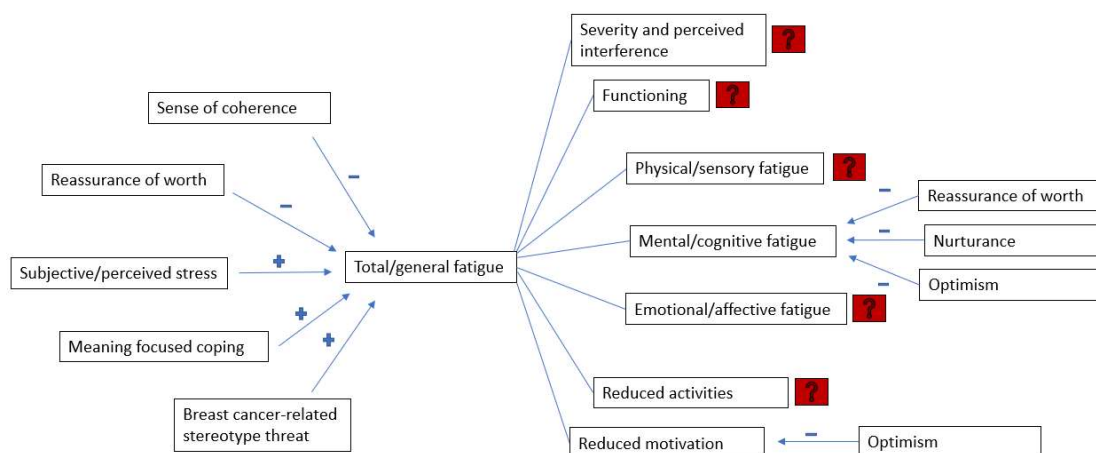 Severity and perceived
interference
?
Functioning
?
Sense of coherence
−
Physical/sensory fatigue
?
Reassurance of worth
−
−
Reassurance of worth
Mental/cognitive fatigue
−
Nurturance
Subjective/perceived stress
+
Total/general fatigue
−
Optimism
Emotional/affective fatigue
?
Meaning focused coping
+
+
Reduced activities
?
Breast cancer-related
stereotype threat
Reduced motivation
−
Optimism